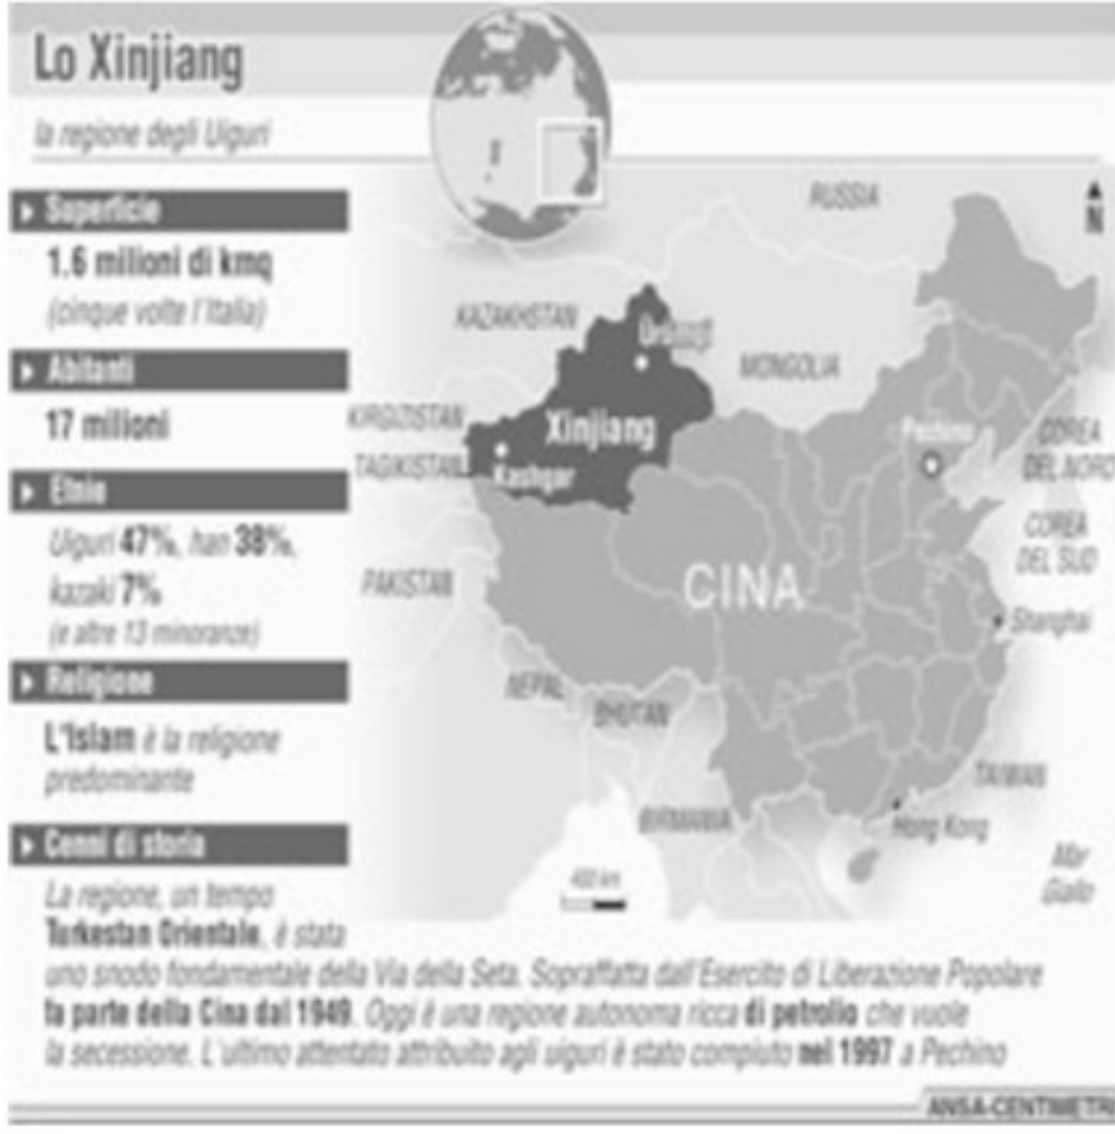 Lo Xinjiang
la regione degli Uiguri
Superficie
1.6 milioni di kmq
(cinque volte l'Italia)
Abitanti
17 milioni
Etnie
Uiguri 47%, han 38%,
kazaki 7%
(e altre 13 minoranze)
Religione
L'Islam è la religione
predominante
Cenni di storia
La regione, un tempo
Turkestan Orientale, è stata
uno snodo fondamentale della Via della Seta. Sopraffatta dall'Esercito di Liberazione Popolare
fa parte della Cina dal 1949. Oggi è una regione autonoma ricca di petrolio che vuole
la secessione. L'ultimo attentato attribuito agli uiguri è stato compiuto nel 1997 a Pechino
RUSSIA
N
KAZAKHSTAN
MONGOLIA
KIRGIZISTAN
Xinjiang
Pechino
COREA
DEL NORD
TAGIKISTAN
Kashgar
COREA
DEL SUD
PAKISTAN
CINA
Shanghai
NEPAL
BHUTAN
TAIWAN
BIRMANIA
Hong Kong
Mar
Giallo
400 km
ANSA-CENTIMETRI